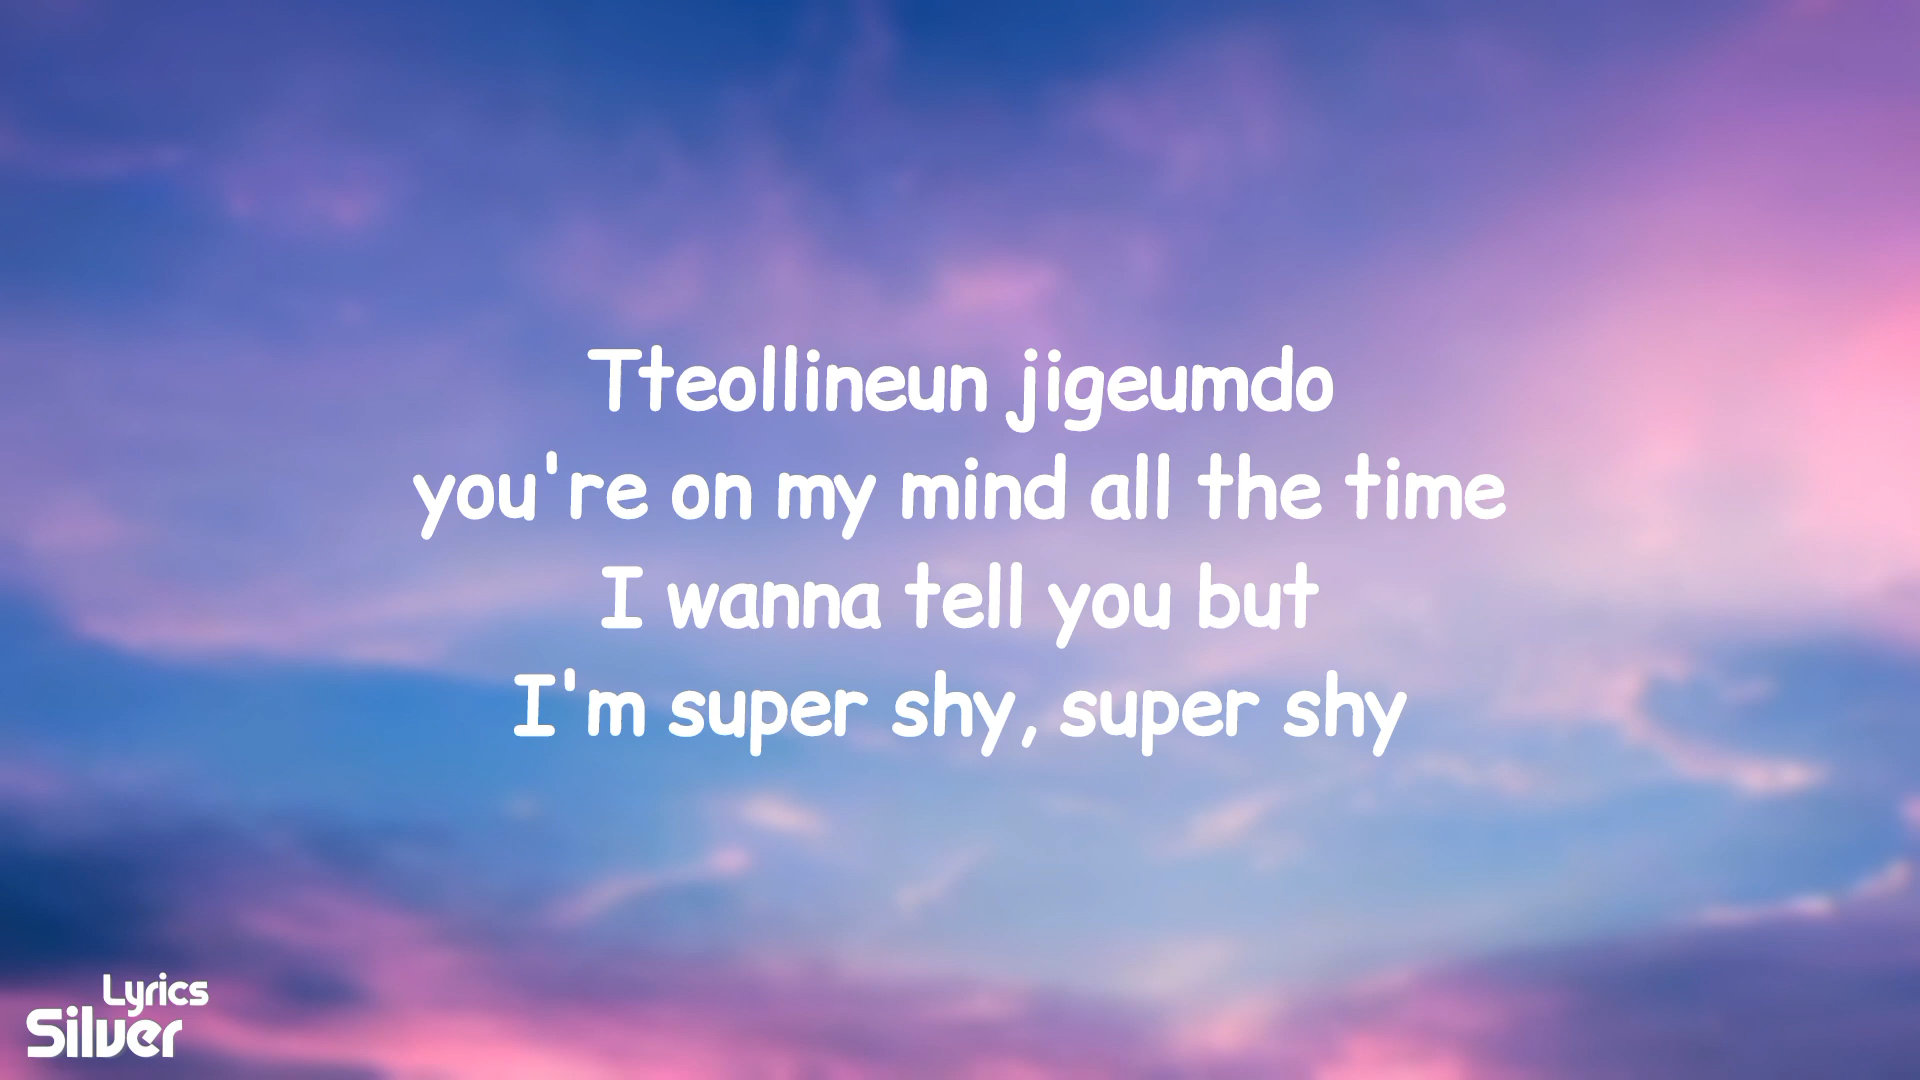 Tteollineun jigeumdo
you're on my mind all the time
I wanna tell you but
I'm super shy, super shy
Lyrics
Silver